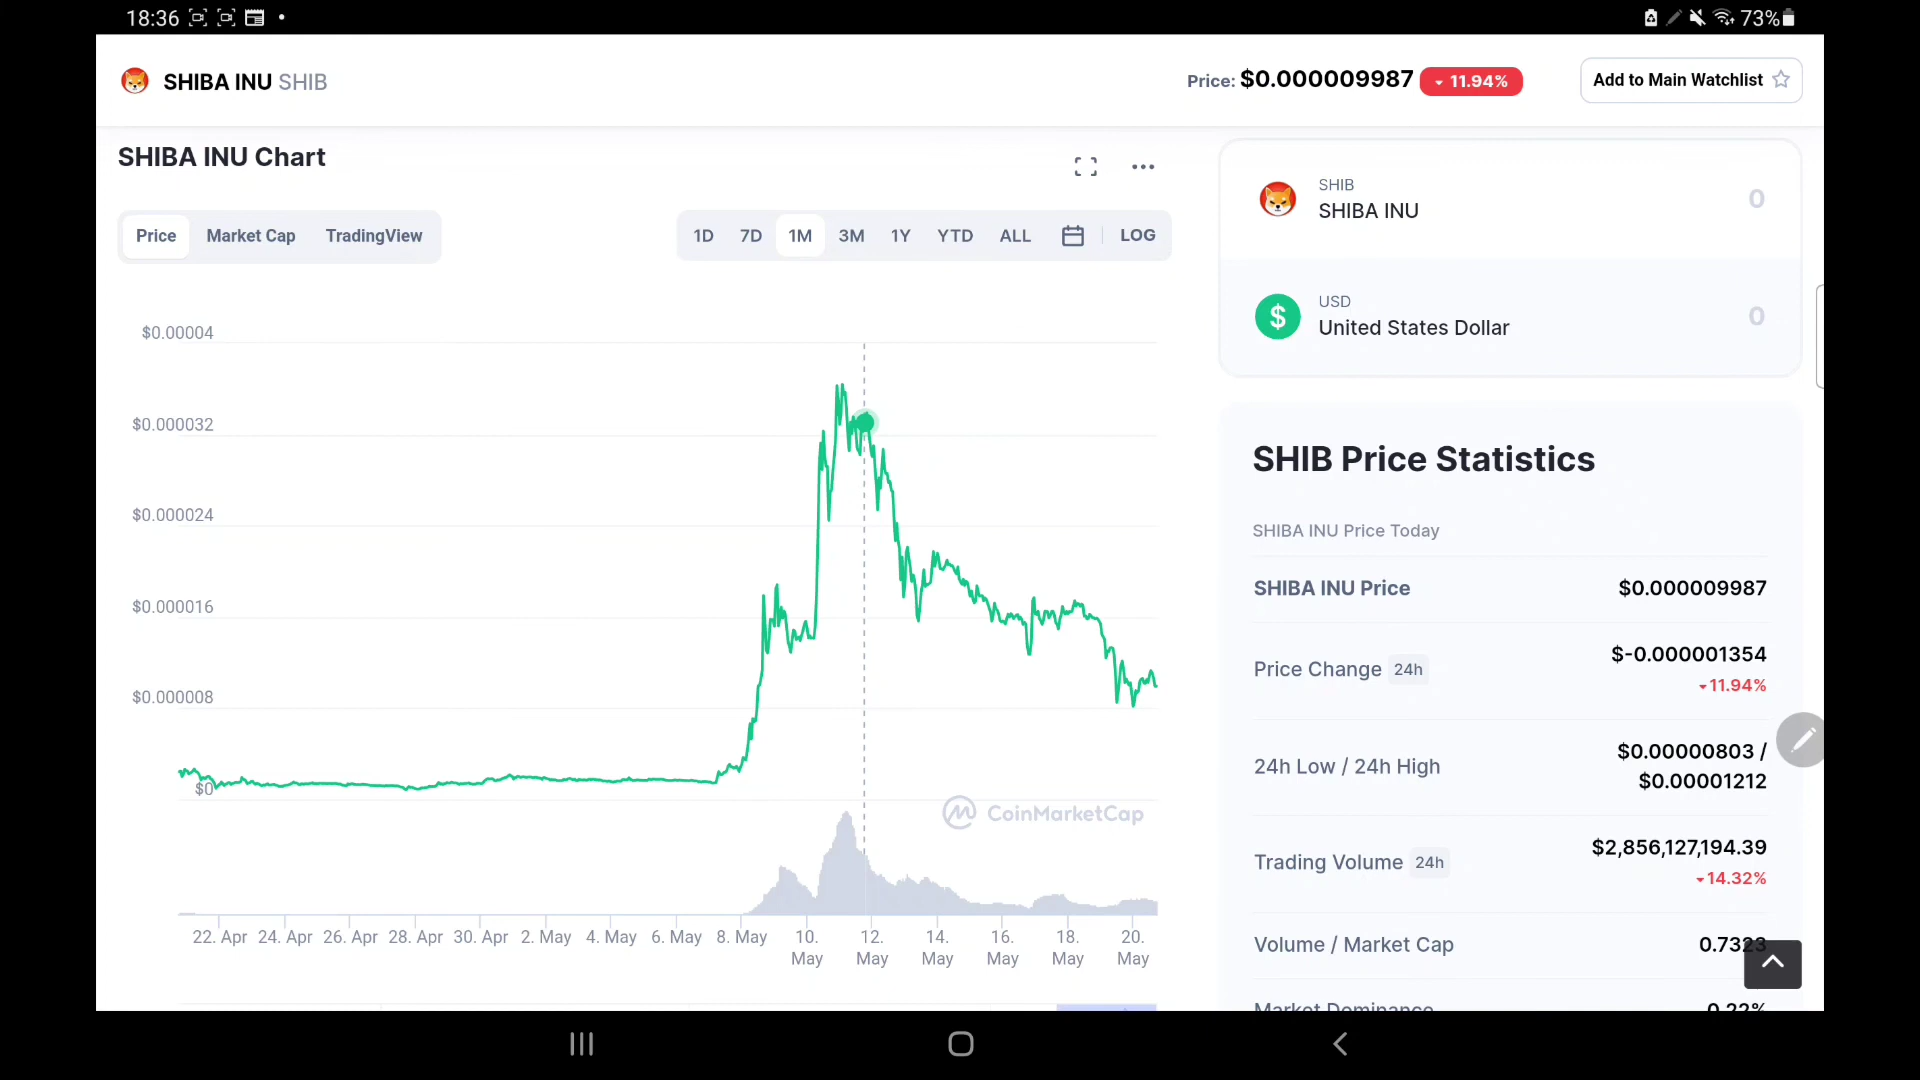 18:36
73%
SHIBA INU SHIB
Price: $0.000009987 11.94%
Add to Main Watchlist
SHIBA INU Chart
Price Market Cap TradingView
1D 7D 1M 3M 1Y YTD ALL LOG
$0.00004
$0.000032
$0.000024
$0.000016
$0.000008
$0
CoinMarketCap
22. Apr 24. Apr 26. Apr 28. Apr 30. Apr 2. May 4. May 6. May 8. May 10. May 12. May 14. May 16. May 18. May 20. May
SHIB
SHIBA INU
0
$
USD
United States Dollar
0
SHIB Price Statistics
SHIBA INU Price Today
SHIBA INU Price $0.000009987
Price Change 24h $-0.000001354
11.94%
24h Low / 24h High $0.00000803 /
$0.00001212
Trading Volume 24h $2,856,127,194.39
14.32%
Volume / Market Cap 0.7323
Market Dominance 0.22%